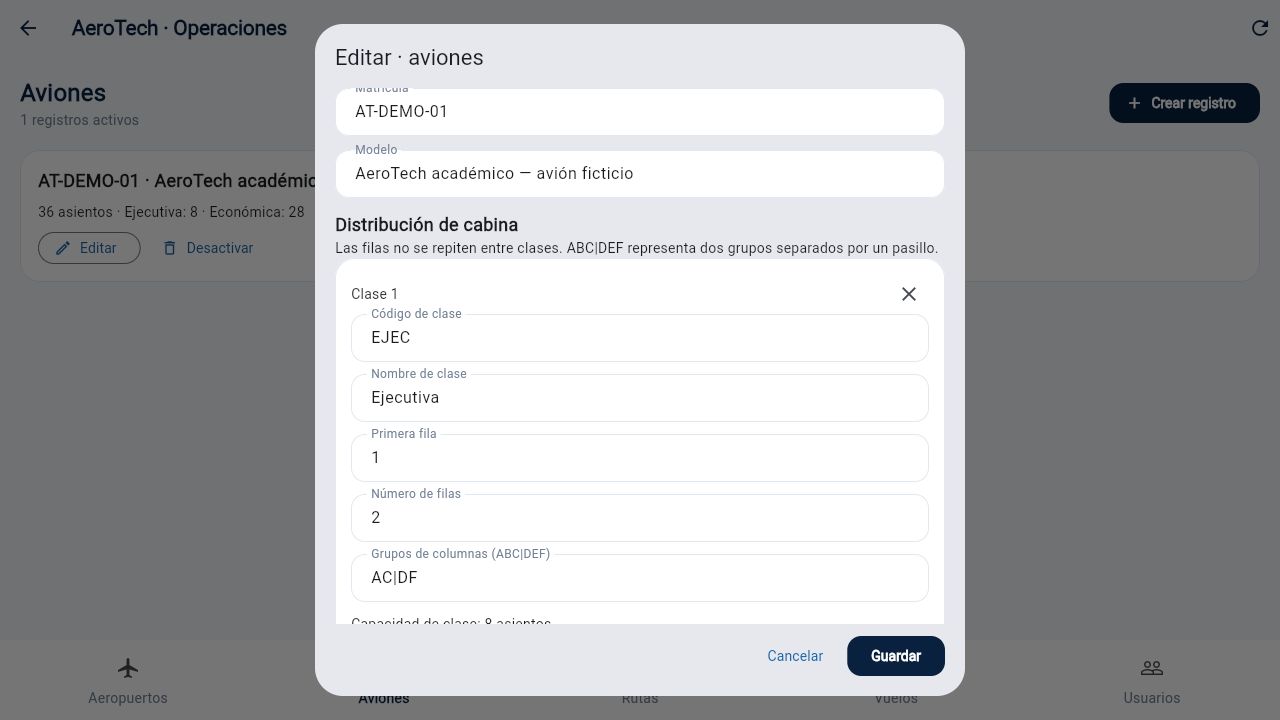 AeroTech · Operaciones
Aviones
1 registros activos
Crear registro
AT-DEMO-01 · AeroTech académic
36 asientos · Ejecutiva: 8 · Económica: 28
Editar
Desactivar
Editar · aviones
Matrícula
AT-DEMO-01
Modelo
AeroTech académico — avión ficticio
Distribución de cabina
Las filas no se repiten entre clases. ABC|DEF representa dos grupos separados por un pasillo.
Clase 1
Código de clase
EJEC
Nombre de clase
Ejecutiva
Primera fila
1
Número de filas
2
Grupos de columnas (ABC|DEF)
AC|DF
Capacidad de clase: 8 asientos
Cancelar
Guardar
Aeropuertos
Aviones
Rutas
Vuelos
Usuarios